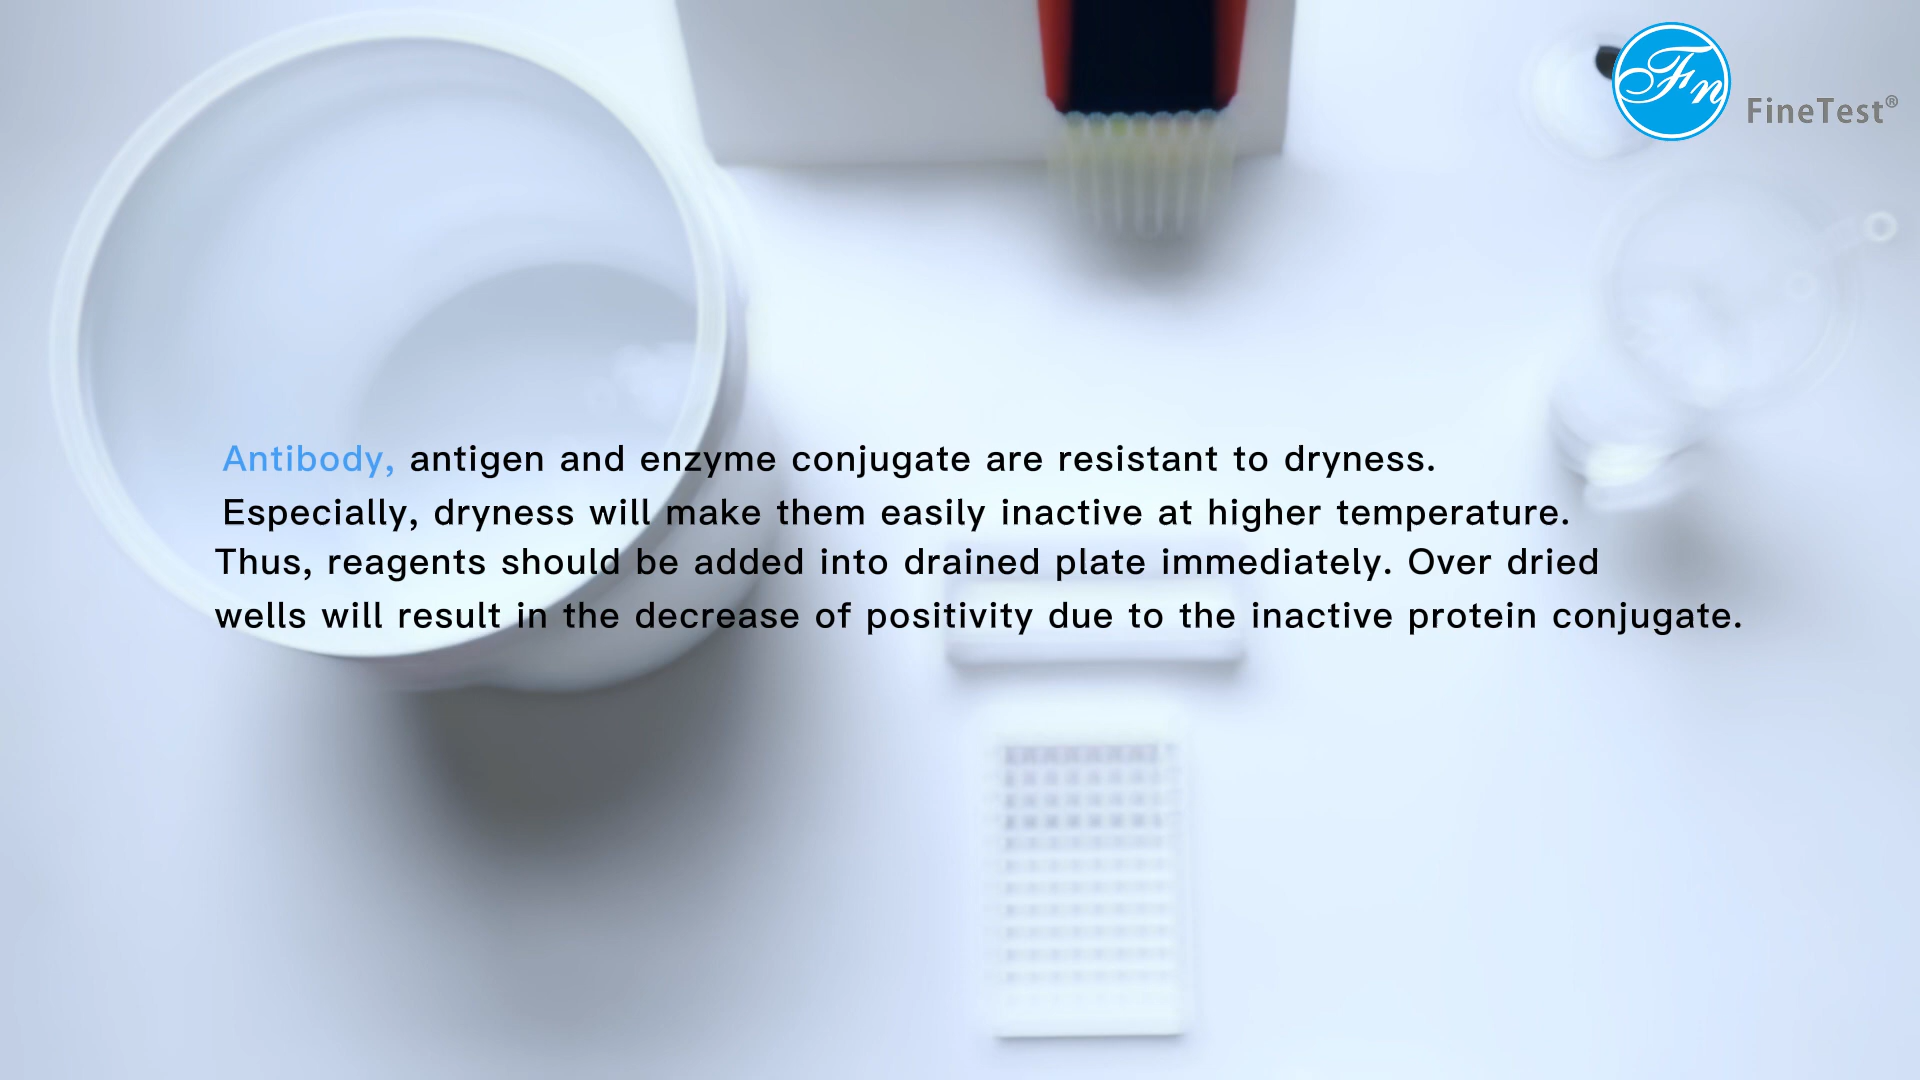 Fn
FineTest®
Antibody, antigen and enzyme conjugate are resistant to dryness.
Especially, dryness will make them easily inactive at higher temperature.
Thus, reagents should be added into drained plate immediately. Over dried
wells will result in the decrease of positivity due to the inactive protein conjugate.